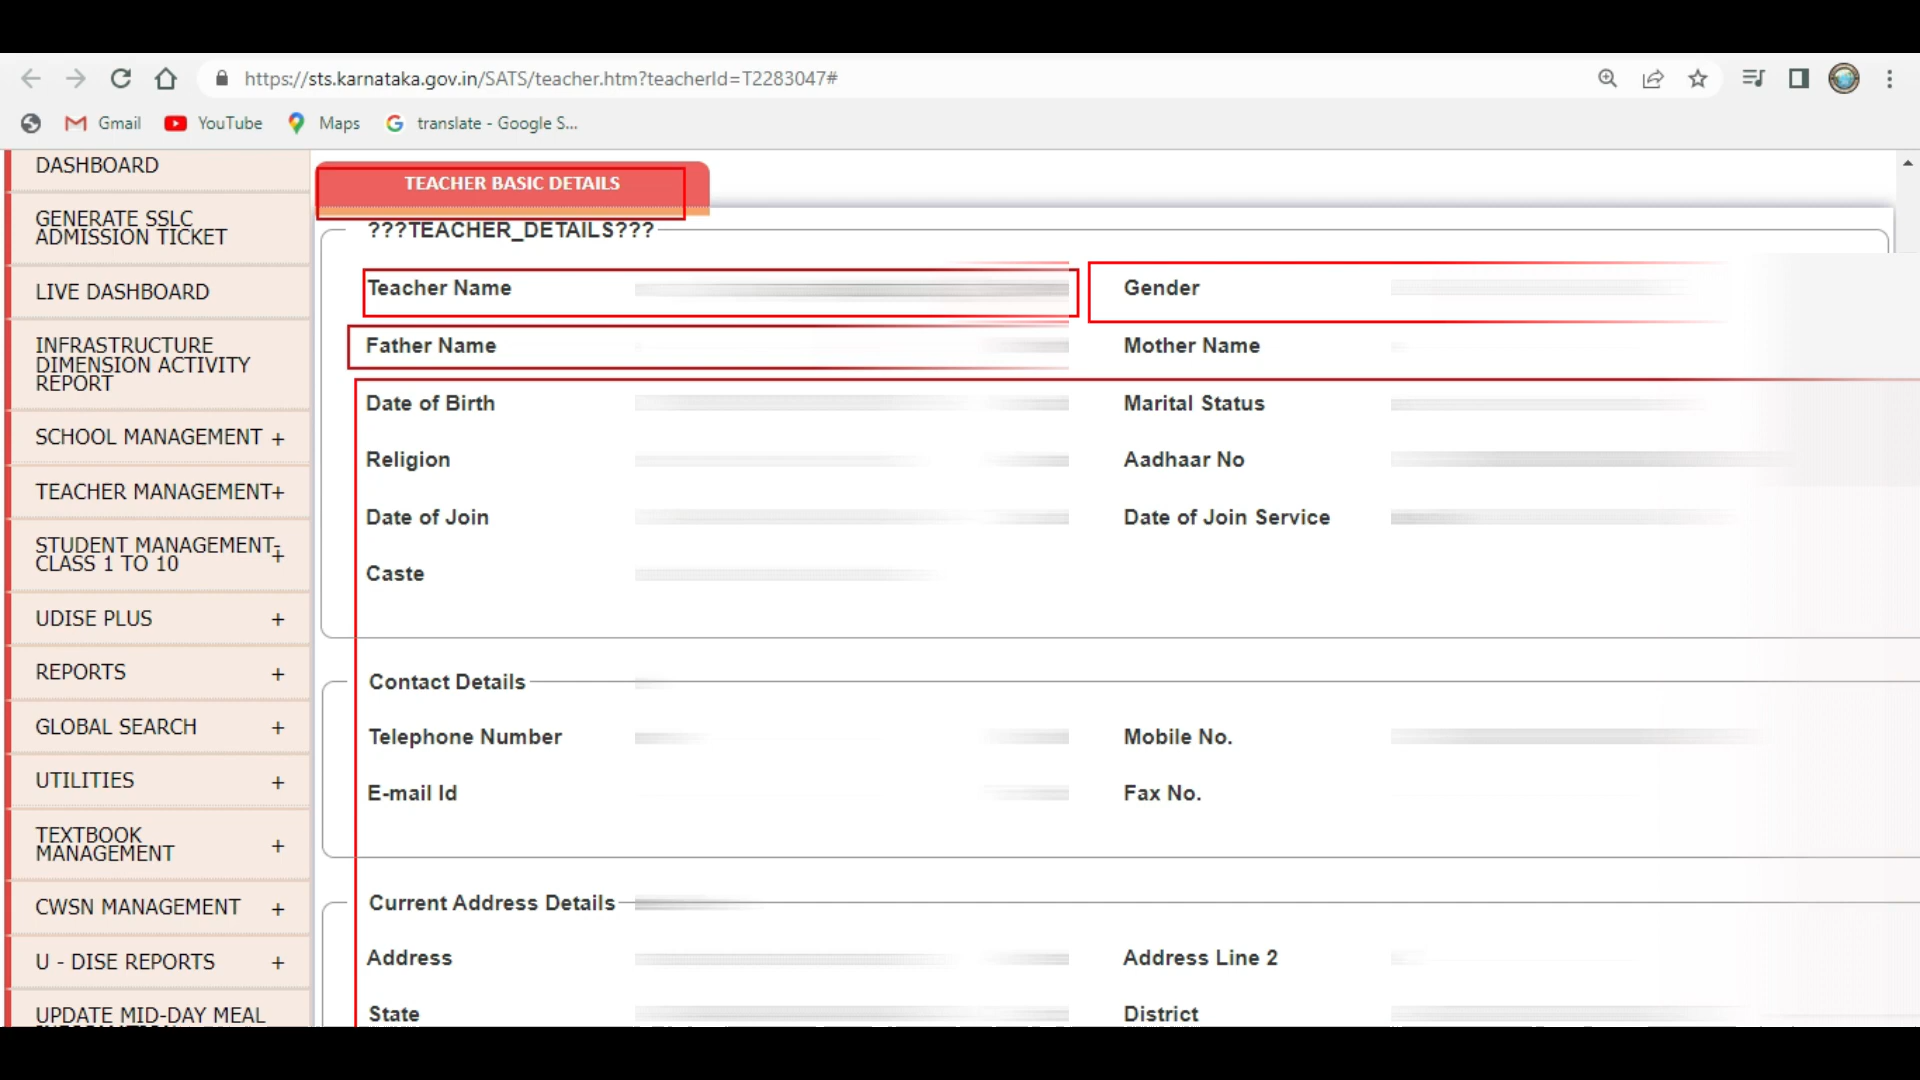 https://sts.karnataka.gov.in/SATS/teacher.htm?teacherId=T2283047#
Gmail YouTube Maps translate - Google S...
DASHBOARD
GENERATE SSLC
ADMISSION TICKET
LIVE DASHBOARD
INFRASTRUCTURE
DIMENSION ACTIVITY
REPORT
SCHOOL MANAGEMENT +
TEACHER MANAGEMENT+
STUDENT MANAGEMENT-
CLASS 1 TO 10 +
UDISE PLUS +
REPORTS +
GLOBAL SEARCH +
UTILITIES +
TEXTBOOK
MANAGEMENT +
CWSN MANAGEMENT +
U - DISE REPORTS +
UPDATE MID-DAY MEAL
TEACHER BASIC DETAILS
???TEACHER_DETAILS???
Teacher Name Gender
Father Name Mother Name
Date of Birth Marital Status
Religion Aadhaar No
Date of Join Date of Join Service
Caste
Contact Details
Telephone Number Mobile No.
E-mail Id Fax No.
Current Address Details
Address Address Line 2
State District